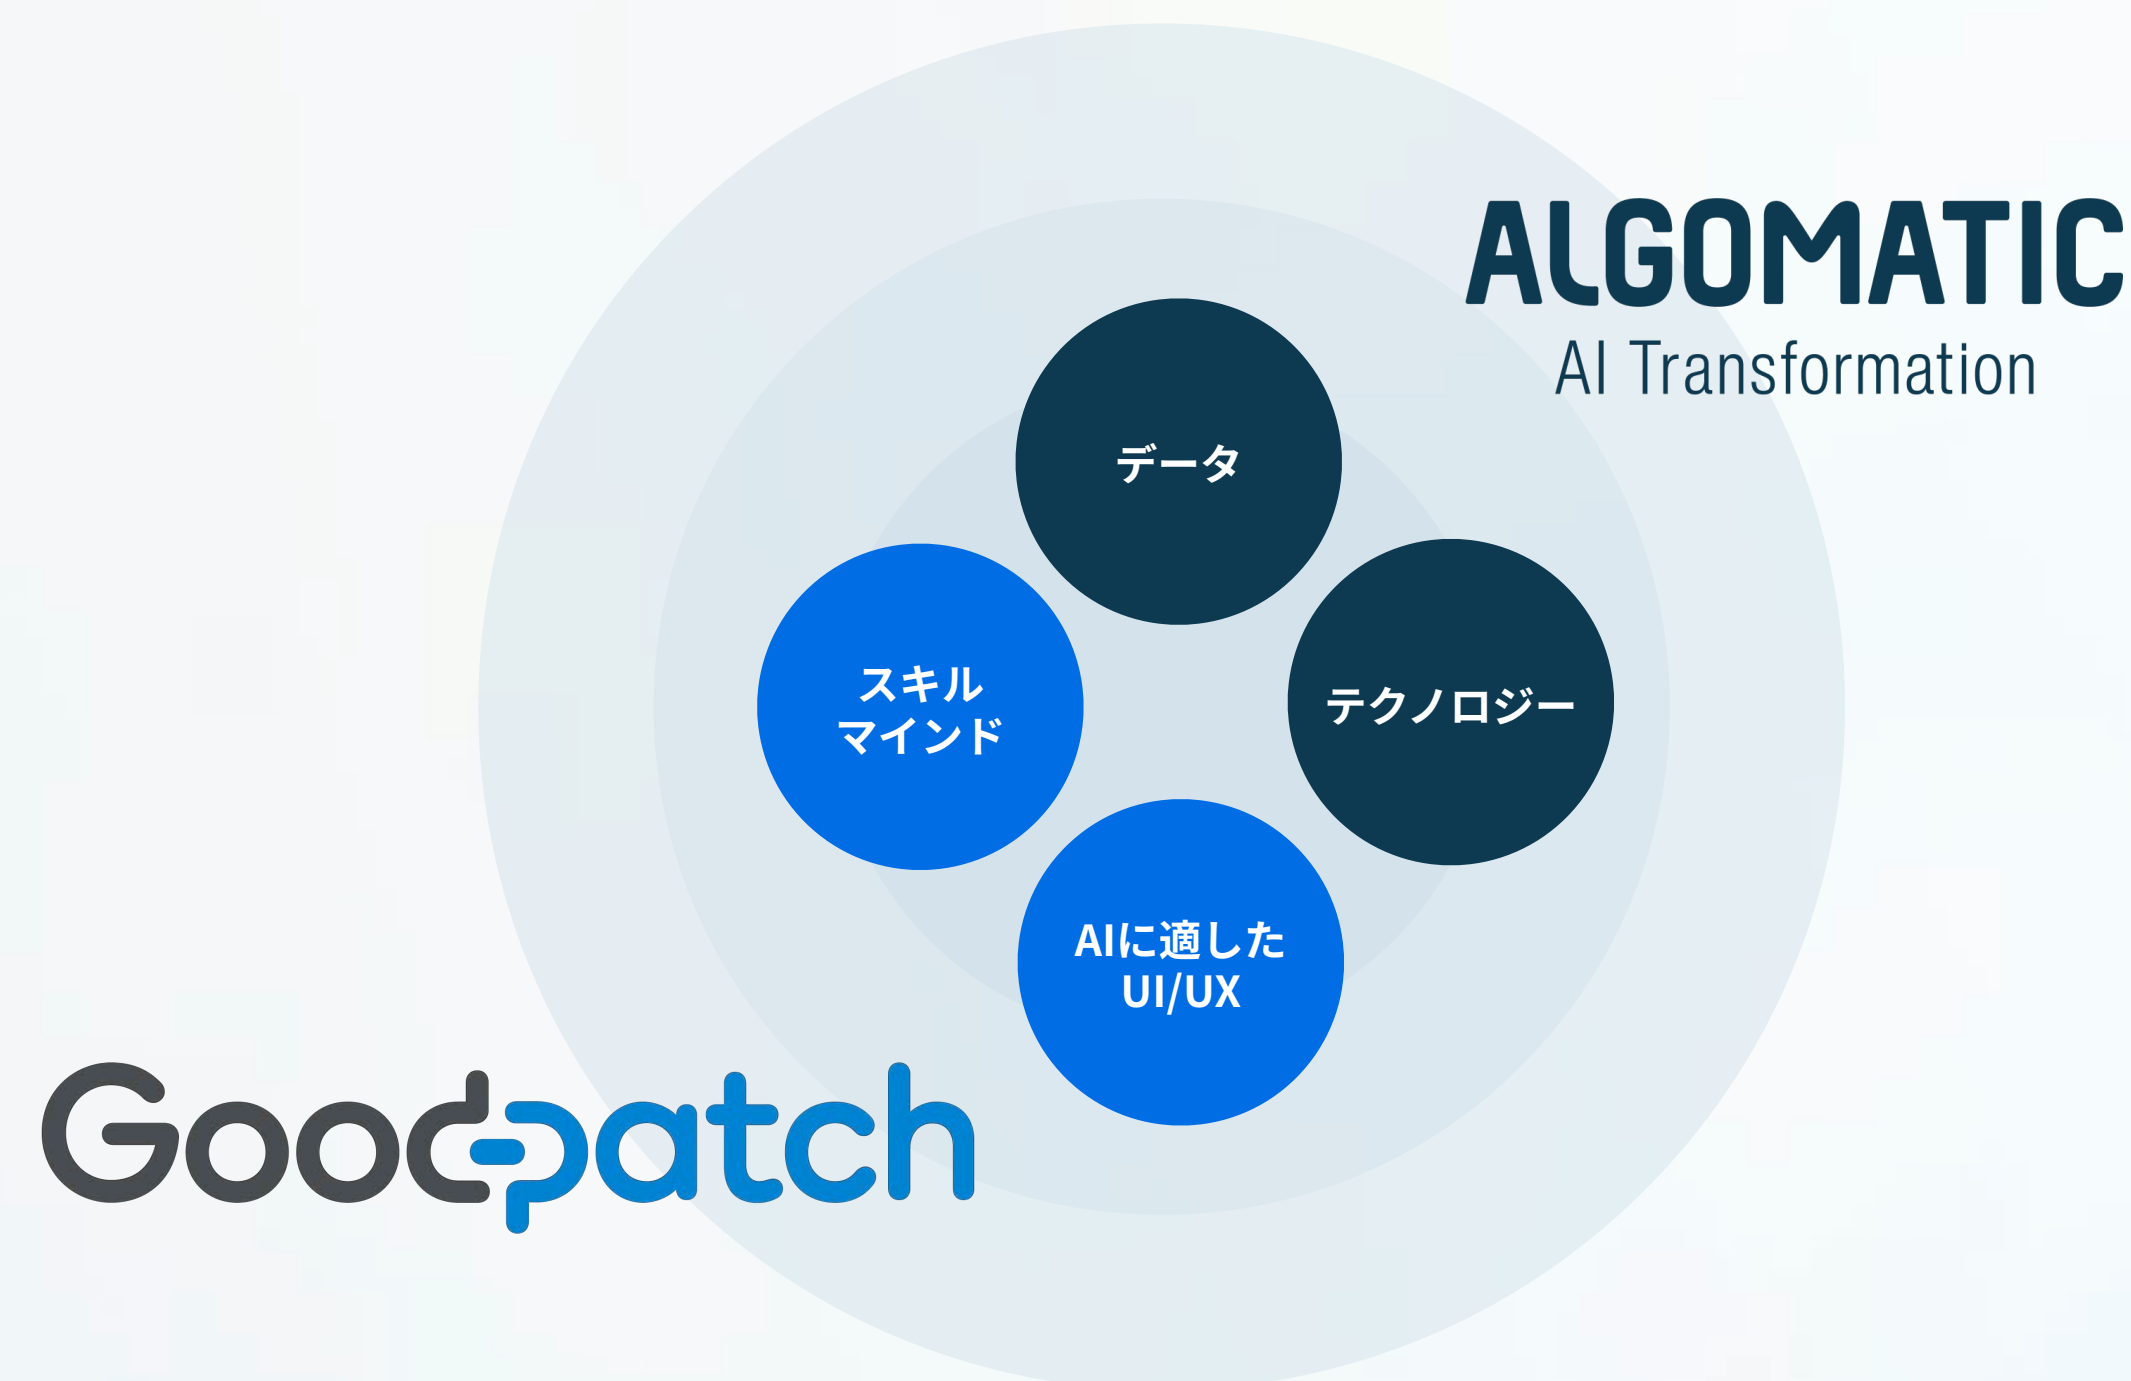 ALGOMATIC
AI Transformation
データ
スキル
マインド
テクノロジー
AIに適した
UI/UX
Goodpatch